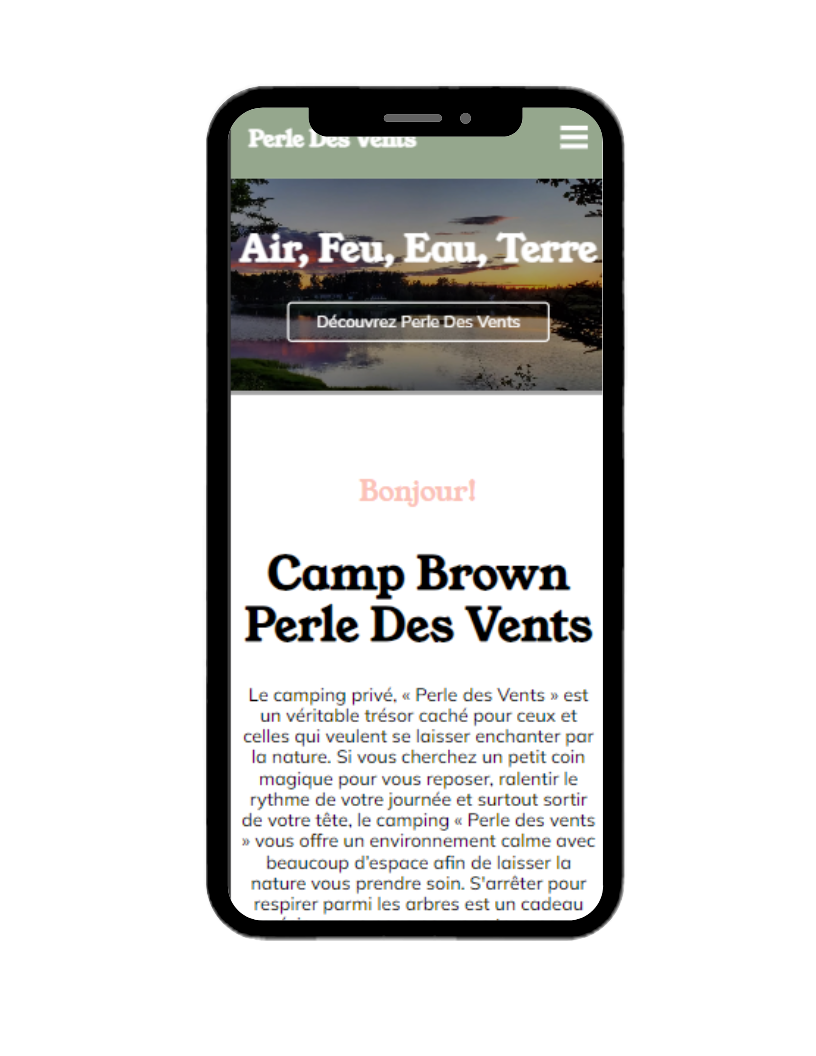 Perle Des Vents
Air, Feu, Eau, Terre
Découvrez Perle Des Vents
Bonjour!
Camp Brown
Perle Des Vents
Le camping privé, « Perle des Vents » est
un véritable trésor caché pour ceux et
celles qui veulent se laisser enchanter par
la nature. Si vous cherchez un petit coin
magique pour vous reposer, ralentir le
rythme de votre journée et surtout sortir
de votre tête, le camping « Perle des vents
» vous offre un environnement calme avec
beaucoup d'espace afin de laisser la
nature vous prendre soin. S'arrêter pour
respirer parmi les arbres est un cadeau